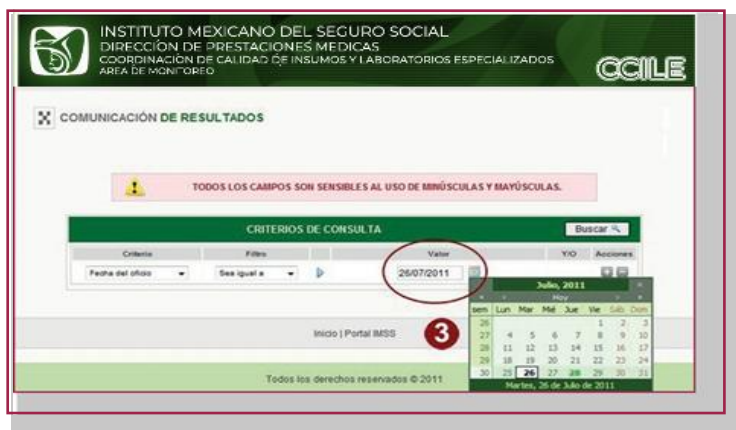 INSTITUTO MEXICANO DEL SEGURO SOCIAL
DIRECCIÓN DE PRESTACIONES MEDICAS
COORDINACIÓN DE CALIDAD DE INSUMOS Y LABORATORIOS ESPECIALIZADOS
AREA DE MONITOREO
CCILE
COMUNICACIÓN DE RESULTADOS
TODOS LOS CAMPOS SON SENSIBLES AL USO DE MINÚSCULAS Y MAYÚSCULAS.
CRITERIOS DE CONSULTA Buscar
Criterio Filtro Valor Y/O Acciones
Fecha del oficio Sea igual a 26/07/2011
Julio, 2011
Hoy
sem Lun Mar Mié Jue Vie Sáb Dom
26 1 2 3
27 4 5 6 7 8 9 10
28 11 12 13 14 15 16 17
29 18 19 20 21 22 23 24
30 25 26 27 28 29 30 31
Martes, 26 de Julio de 2011
3
Inicio | Portal IMSS
Todos los derechos reservados © 2011